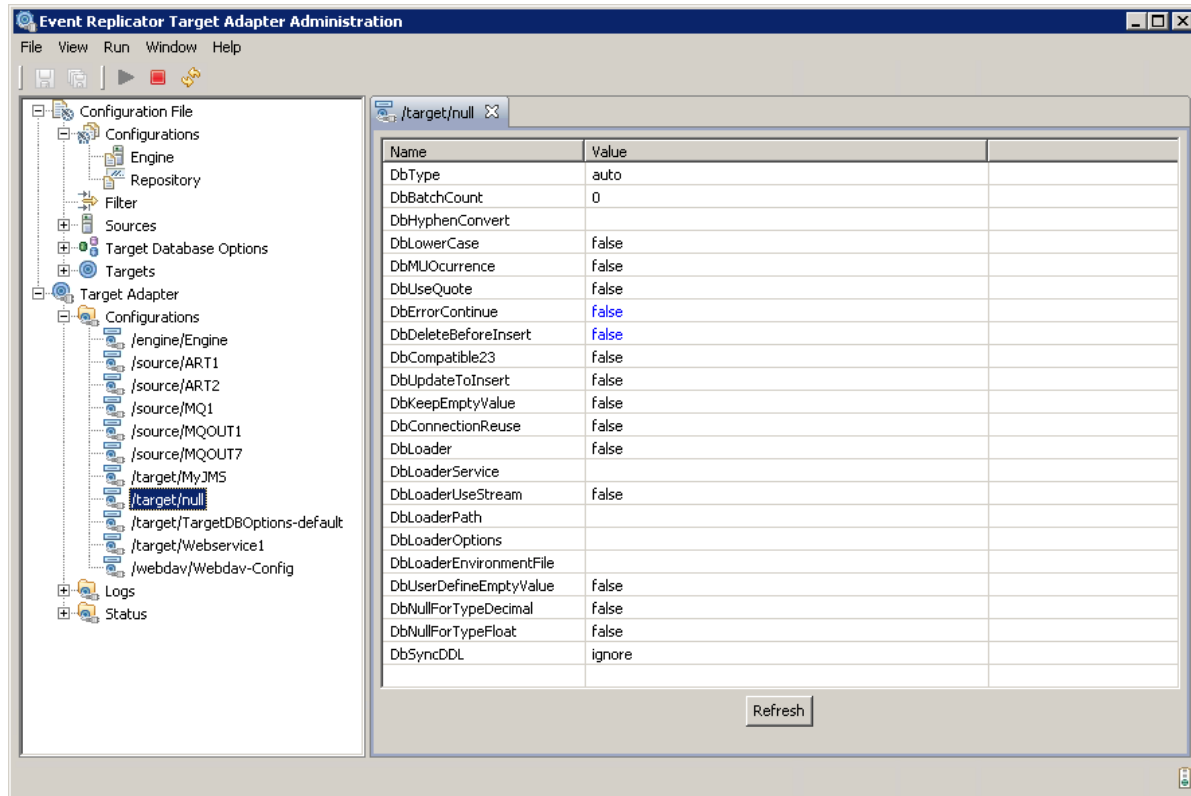 Event Replicator Target Adapter Administration
File View Run Window Help
Configuration File
Configurations
Engine
Repository
Filter
Sources
Target Database Options
Targets
Target Adapter
Configurations
/engine/Engine
/source/ART1
/source/ART2
/source/MQ1
/source/MQOUT1
/source/MQOUT7
/target/MyJMS
/target/null
/target/TargetDBOptions-default
/target/Webservice1
/webdav/Webdav-Config
Logs
Status
/target/null
Name Value
DbType auto
DbBatchCount 0
DbHyphenConvert
DbLowerCase false
DbMUOcurrence false
DbUseQuote false
DbErrorContinue false
DbDeleteBeforeInsert false
DbCompatible23 false
DbUpdateToInsert false
DbKeepEmptyValue false
DbConnectionReuse false
DbLoader false
DbLoaderService
DbLoaderUseStream false
DbLoaderPath
DbLoaderOptions
DbLoaderEnvironmentFile
DbUserDefineEmptyValue false
DbNullForTypeDecimal false
DbNullForTypeFloat false
DbSyncDDL ignore
Refresh